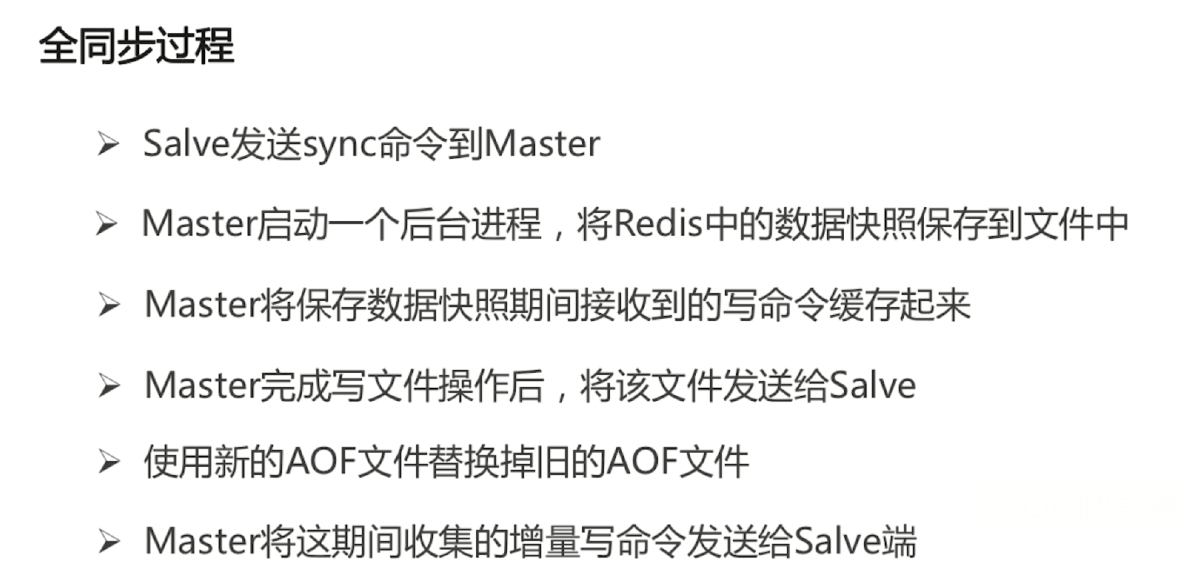 全同步过程
➢ Salve发送sync命令到Master
➢ Master启动一个后台进程，将Redis中的数据快照保存到文件中
➢ Master将保存数据快照期间接收到的写命令缓存起来
➢ Master完成写文件操作后，将该文件发送给Salve
➢ 使用新的AOF文件替换掉旧的AOF文件
➢ Master将这期间收集的增量写命令发送给Salve端